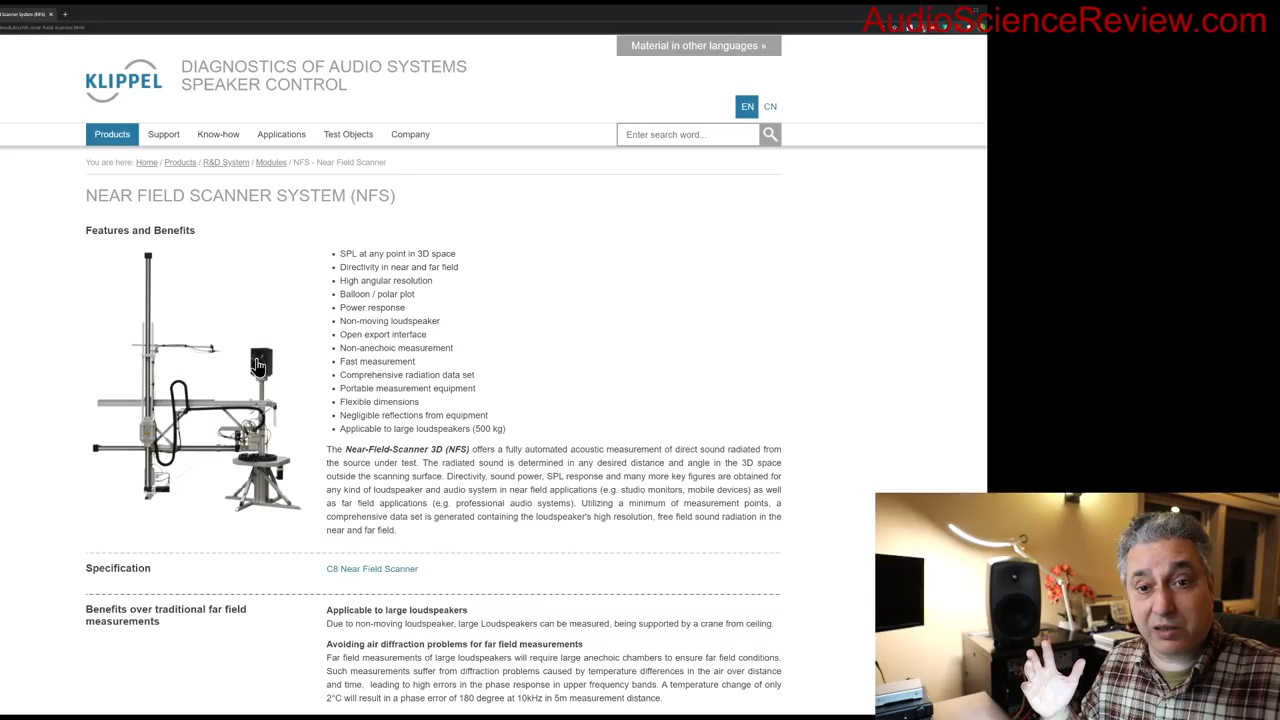 Scanner System (NFS)
AudioScienceReview.com
Material in other languages »
KLIPPEL
DIAGNOSTICS OF AUDIO SYSTEMS
SPEAKER CONTROL
EN CN
Products Support Know-how Applications Test Objects Company
Enter search word...
You are here: Home / Products / R&D System / Modules / NFS - Near Field Scanner
NEAR FIELD SCANNER SYSTEM (NFS)
Features and Benefits
• SPL at any point in 3D space
• Directivity in near and far field
• High angular resolution
• Balloon / polar plot
• Power response
• Non-moving loudspeaker
• Open export interface
• Non-anechoic measurement
• Fast measurement
• Comprehensive radiation data set
• Portable measurement equipment
• Flexible dimensions
• Negligible reflections from equipment
• Applicable to large loudspeakers (500 kg)
The Near-Field-Scanner 3D (NFS) offers a fully automated acoustic measurement of direct sound radiated from
the source under test. The radiated sound is determined in any desired distance and angle in the 3D space
outside the scanning surface. Directivity, sound power, SPL response and many more key figures are obtained for
any kind of loudspeaker and audio system in near field applications (e.g. studio monitors, mobile devices) as well
as far field applications (e.g. professional audio systems). Utilizing a minimum of measurement points, a
comprehensive data set is generated containing the loudspeaker's high resolution, free field sound radiation in the
near and far field.
Specification
C8 Near Field Scanner
Benefits over traditional far field
measurements
Applicable to large loudspeakers
Due to non-moving loudspeaker, large Loudspeakers can be measured, being supported by a crane from ceiling.
Avoiding air diffraction problems for far field measurements
Far field measurements of large loudspeakers will require large anechoic chambers to ensure far field conditions.
Such measurements suffer from diffraction problems caused by temperature differences in the air over distance
and time, leading to high errors in the phase response in upper frequency bands. A temperature change of only
2°C will result in a phase error of 180 degree at 10kHz in 5m measurement distance.